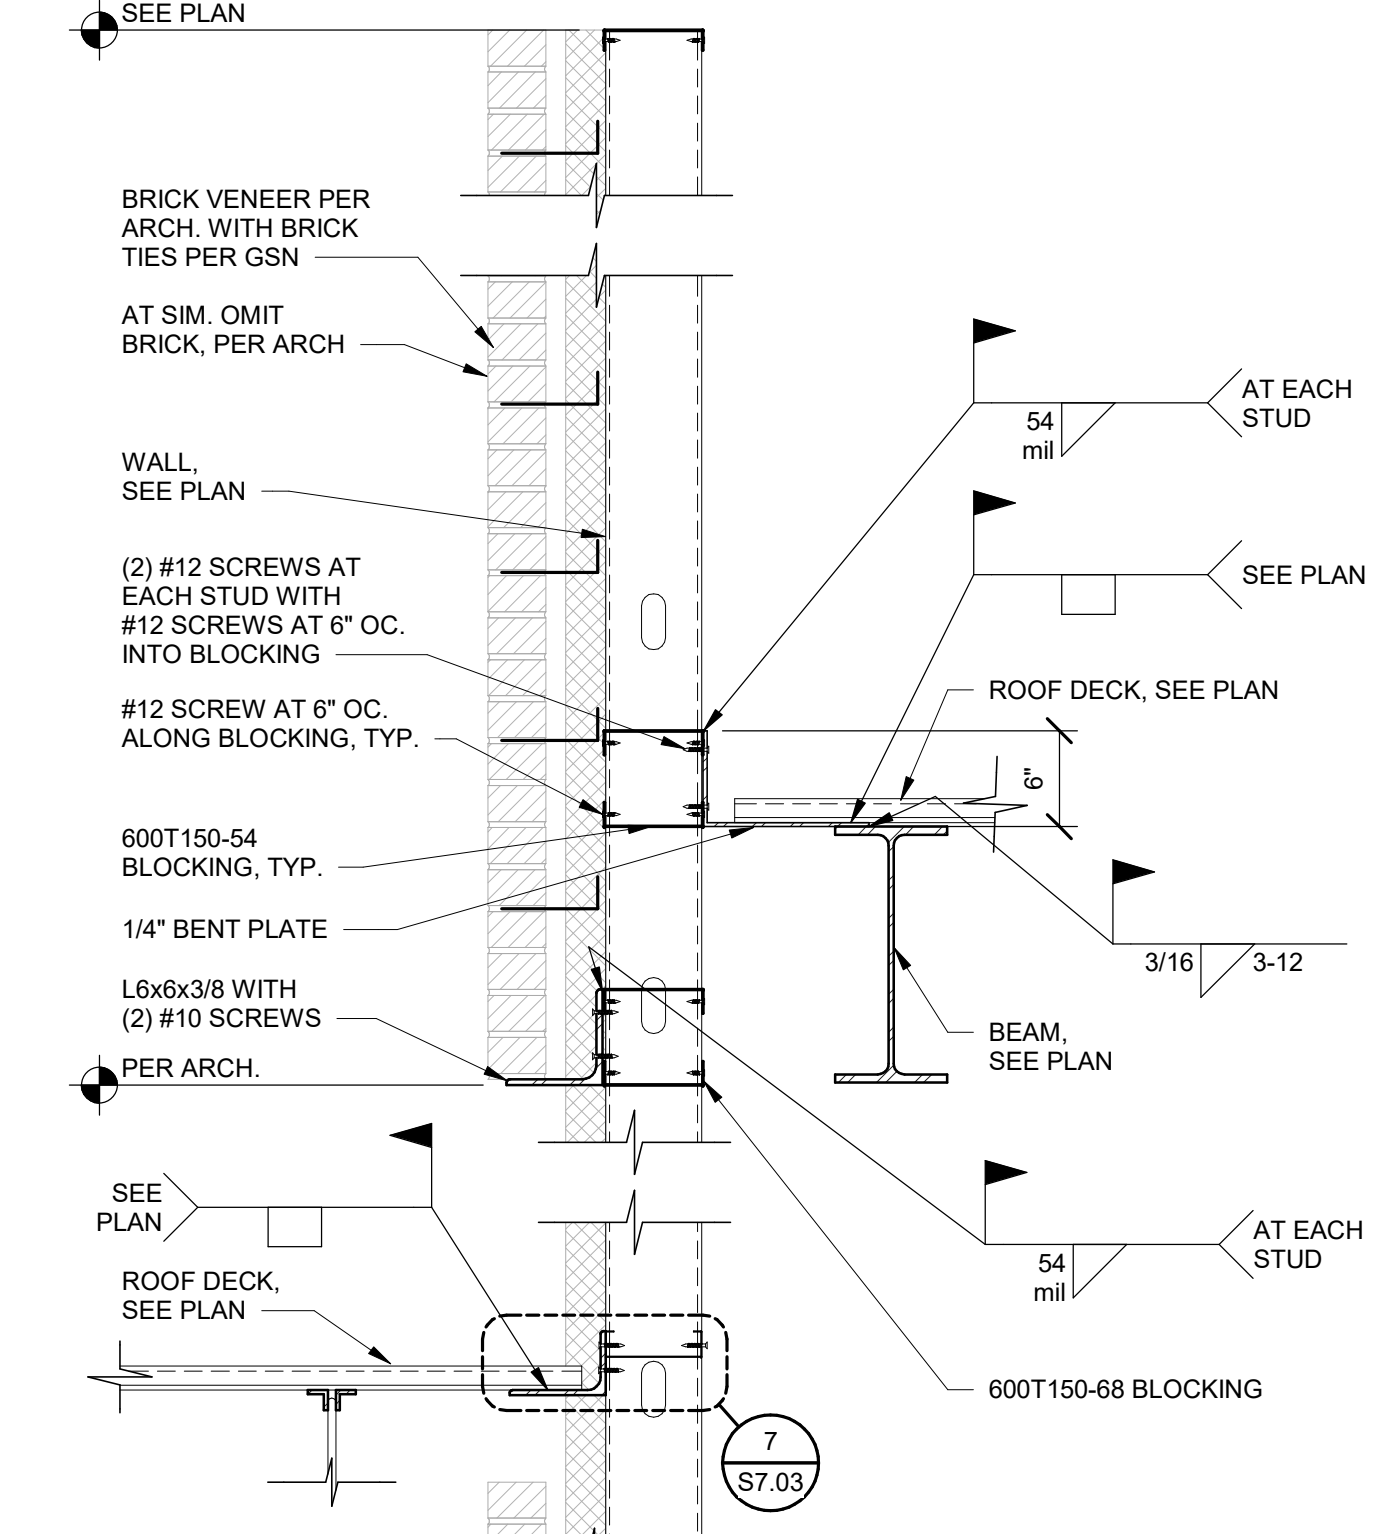 SEE PLAN
BRICK VENEER PER
ARCH. WITH BRICK
TIES PER GSN
AT SIM. OMIT
BRICK, PER ARCH
WALL,
SEE PLAN
(2) #12 SCREWS AT
EACH STUD WITH
#12 SCREWS AT 6" OC.
INTO BLOCKING
#12 SCREW AT 6" OC.
ALONG BLOCKING, TYP.
600T150-54
BLOCKING, TYP.
1/4" BENT PLATE
L6x6x3/8 WITH
(2) #10 SCREWS
PER ARCH.
SEE
PLAN
ROOF DECK,
SEE PLAN
54
mil
AT EACH
STUD
SEE PLAN
ROOF DECK, SEE PLAN
6"
3/16
3-12
BEAM,
SEE PLAN
54
mil
AT EACH
STUD
600T150-68 BLOCKING
7
S7.03